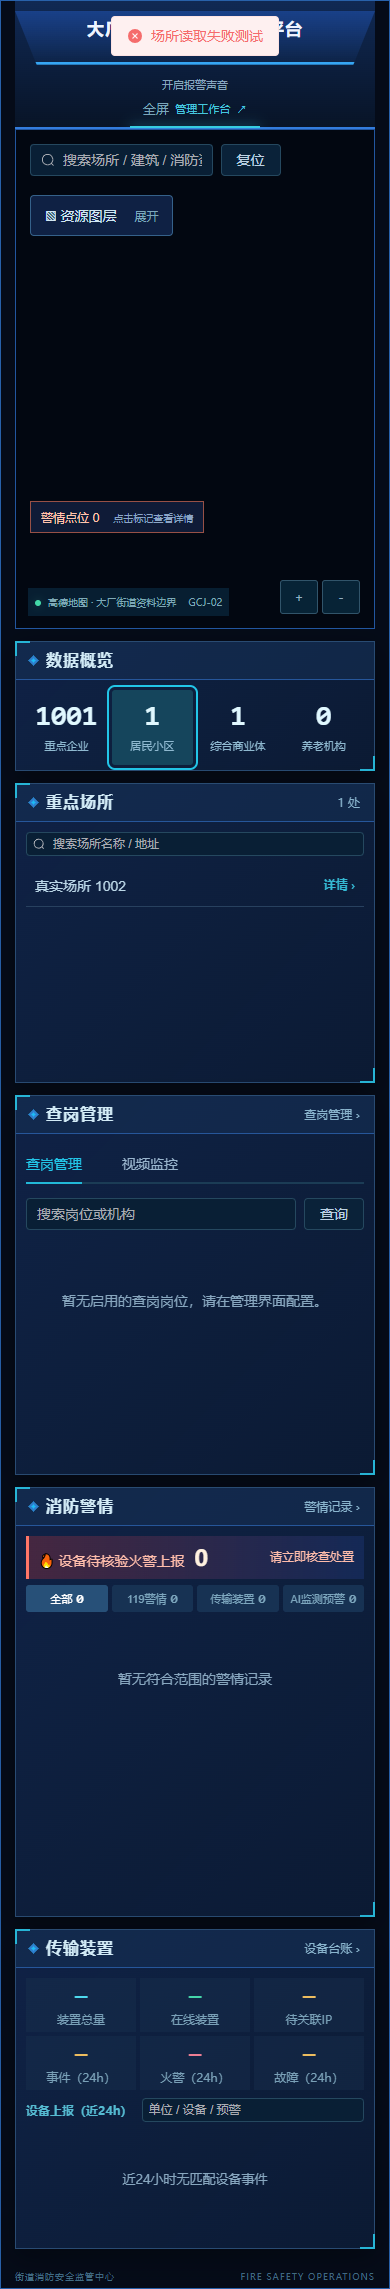 大厂
场所读取失败测试
平台
开启报警声音
全屏 管理工作台 ↗
搜索场所 / 建筑 / 消防
复位
资源图层 展开
警情点位 0 点击标记查看详情
高德地图 · 大厂街道资料边界 GCJ-02
+ -
数据概览
1001 1 1 0
重点企业 居民小区 综合商业体 养老机构
重点场所 1 处
搜索场所名称 / 地址
真实场所 1002 详情 ›
查岗管理 查岗管理 ›
查岗管理 视频监控
搜索岗位或机构 查询
暂无启用的查岗岗位，请在管理界面配置。
消防警情 警情记录 ›
设备待核验火警上报 0 请立即核查处置
全部 0 119警情 0 传输装置 0 AI监测预警 0
暂无符合范围的警情记录
传输装置 设备台账 ›
— — —
装置总量 在线装置 待关联IP
— — —
事件（24h） 火警（24h） 故障（24h）
设备上报（近24h） 单位 / 设备 / 预警
近24小时无匹配设备事件
街道消防安全监管中心 FIRE SAFETY OPERATIONS